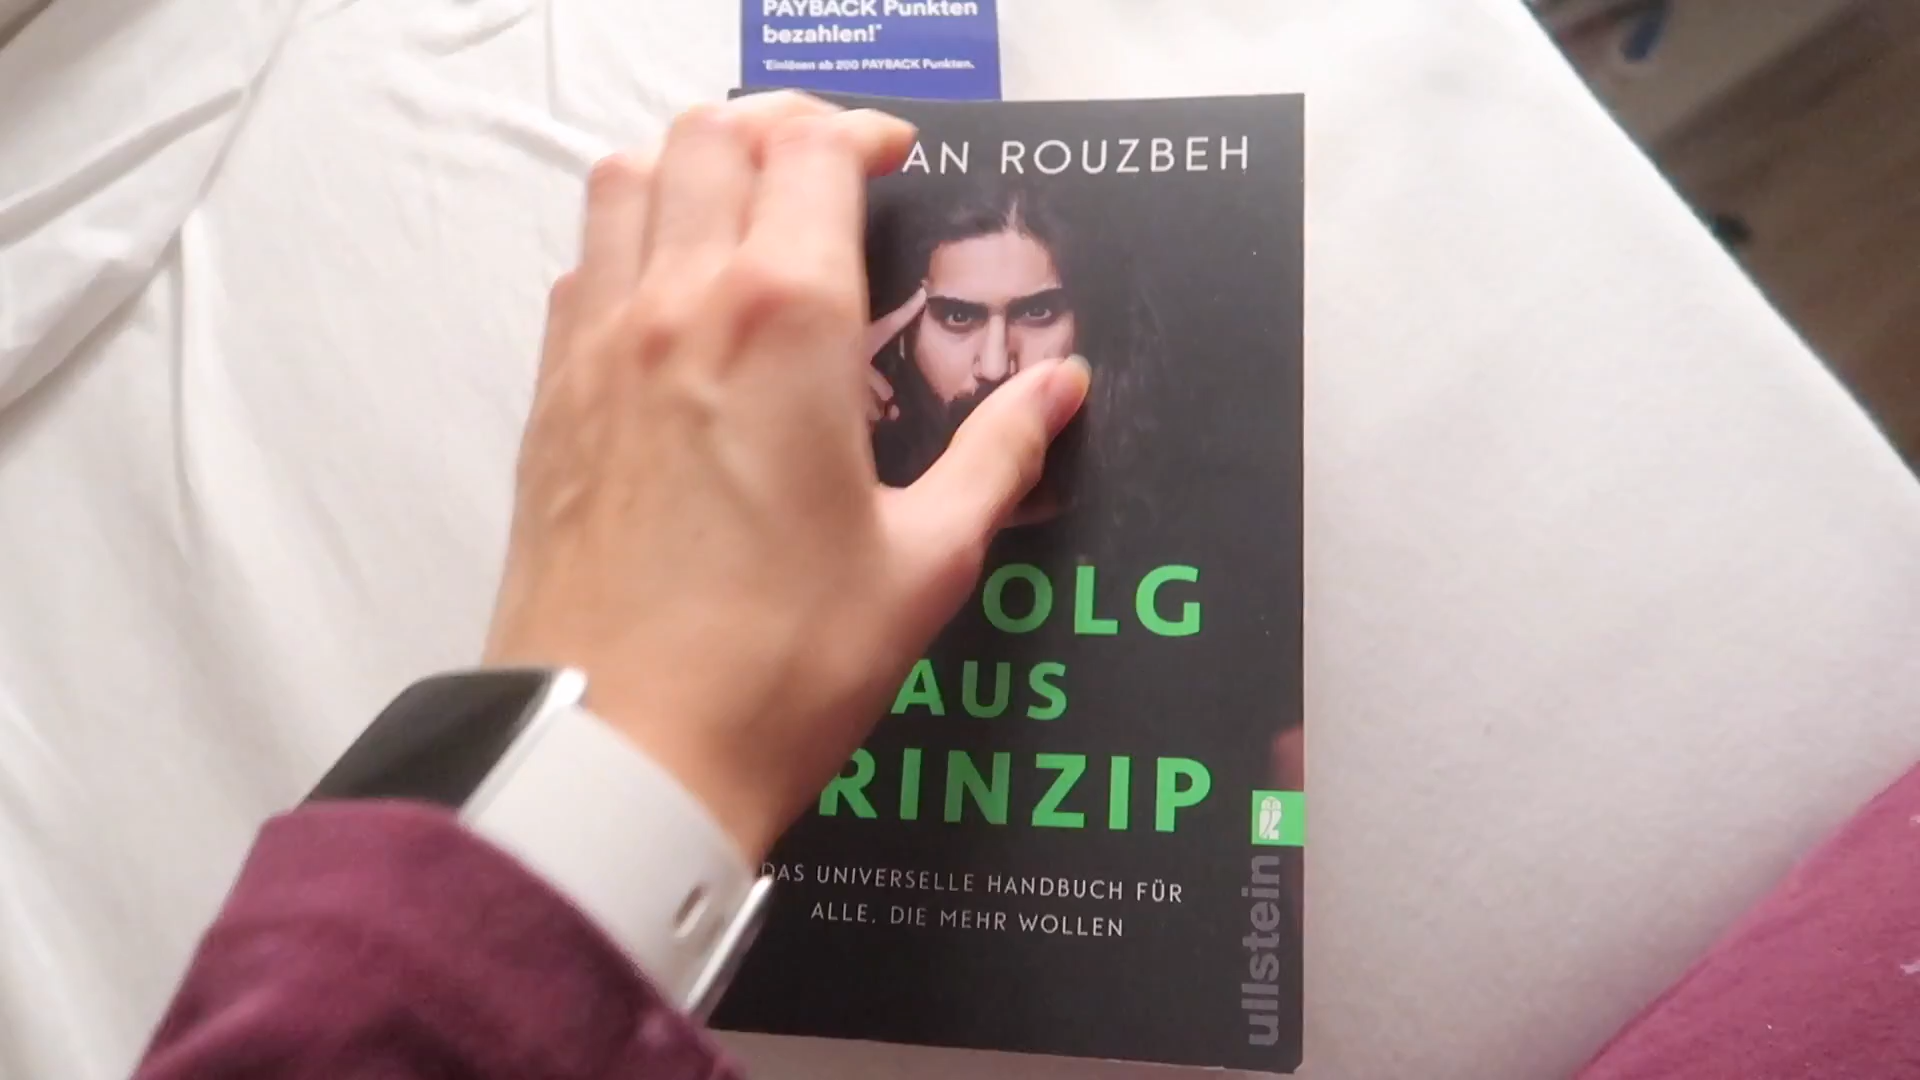 PAYBACK Punkten
bezahlen!*
*Einlösen ab 200 PAYBACK Punkten.
AN ROUZBEH
OLG
AUS
RINZIP
DAS UNIVERSELLE HANDBUCH FÜR
ALLE, DIE MEHR WOLLEN
ullstein